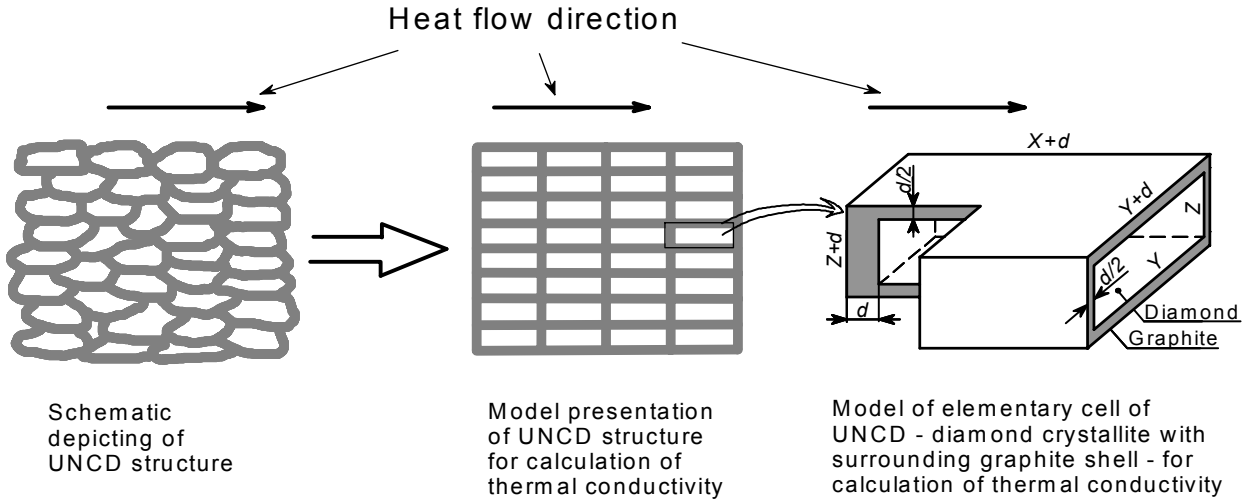 Heat flow direction
X+d
d/2
Y+d
Z
Z+d
Y
d/2
d
Diamond
Graphite
Schematic
depicting of
UNCD structure
Model presentation
of UNCD structure
for calculation of
thermal conductivity
Model of elementary cell of
UNCD - diamond crystallite with
surrounding graphite shell - for
calculation of thermal conductivity